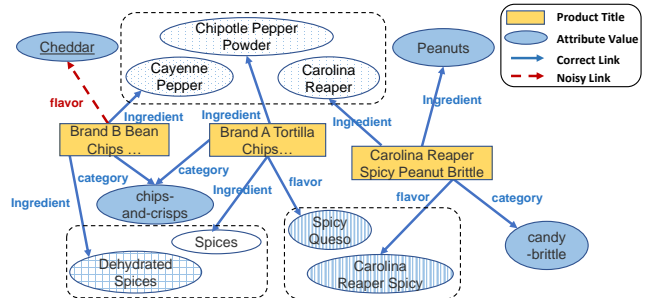 Cheddar
Chipotle Pepper
Powder
Peanuts
Cayenne
Pepper
Carolina
Reaper
Product Title
Attribute Value
Correct Link
Noisy Link
flavor
Ingredient
Ingredient
Ingredient
Brand B Bean
Chips ...
Brand A Tortilla
Chips...
Carolina Reaper
Spicy Peanut Brittle
category
category
Ingredient
flavor
flavor
category
Ingredient
chips-
and-crisps
Spices
Dehydrated
Spices
Spicy
Queso
Carolina
Reaper Spicy
candy
-brittle